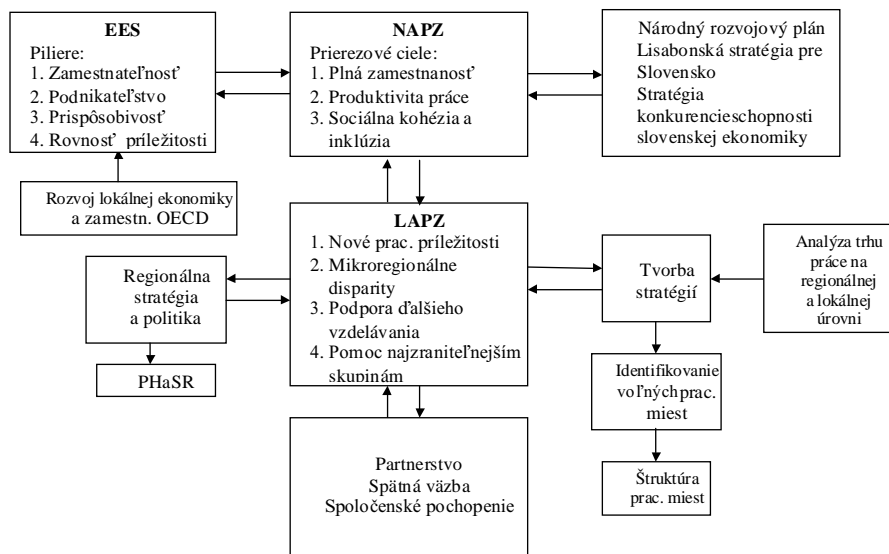 EES
Piliere:
1. Zamestnateľnosť
2. Podnikateľstvo
3. Prispôsobivosť
4. Rovnosť príležitosti
NAPZ
Prierezové ciele:
1. Plná zamestnanosť
2. Produktivita práce
3. Sociálna kohézia a
inklúzia
Národný rozvojový plán
Lisabonská stratégia pre
Slovensko
Stratégia
konkurencieschopnosti
slovenskej ekonomiky
Rozvoj lokálnej ekonomiky
a zamestn. OECD
LAPZ
1. Nové prac. príležitosti
2. Mikroregionálne
disparity
3. Podpora ďalšieho
vzdelávania
4. Pomoc najzraniteľnejším
skupinám
Regionálna
stratégia
a politika
PHaSR
Tvorba
stratégií
Analýza trhu
práce na
regionálnej
a lokálnej
úrovni
Identifikovanie
voľných prac.
miest
Štruktúra
prac. miest
Partnerstvo
Spätná väzba
Spoločenské pochopenie